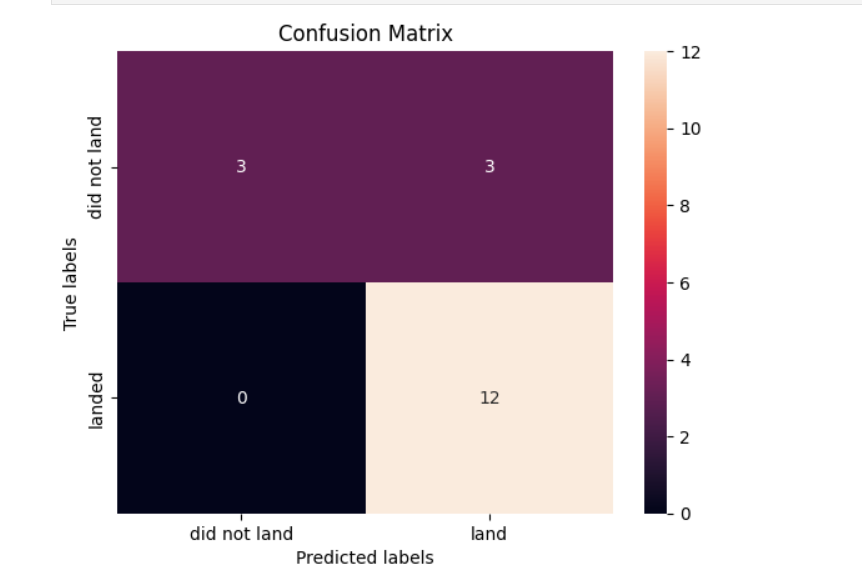 Confusion Matrix
12
10
8
6
4
2
0
True labels
did not land
landed
3 3
0 12
did not land land
Predicted labels